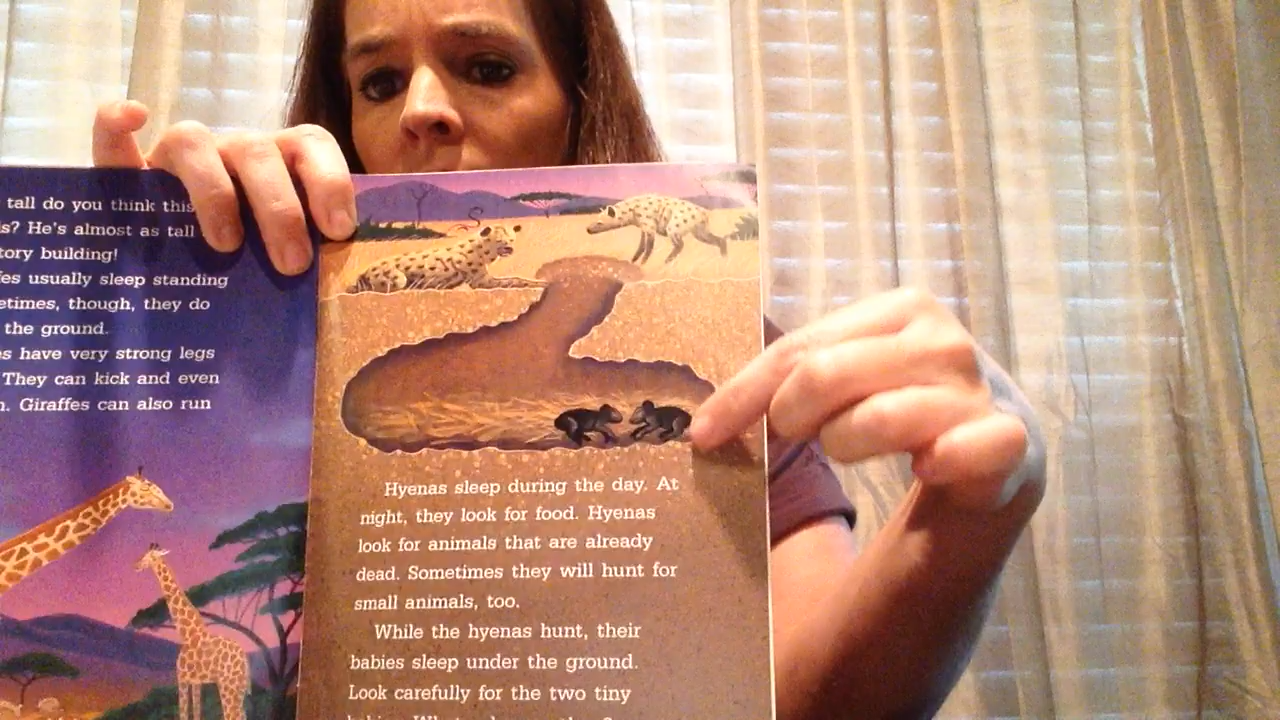 tall do you think this
is? He's almost as tall
tory building!
es usually sleep standing
etimes, though, they do
the ground.
s have very strong legs
They can kick and even
n. Giraffes can also run
Hyenas sleep during the day. At
night, they look for food. Hyenas
look for animals that are already
dead. Sometimes they will hunt for
small animals, too.
While the hyenas hunt, their
babies sleep under the ground.
Look carefully for the two tiny